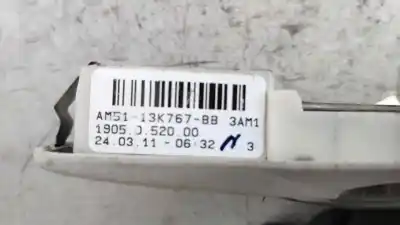 AM51-13K767-BB 3AM1
1905.0.520.00
24.03.11 - 06:32 N 3